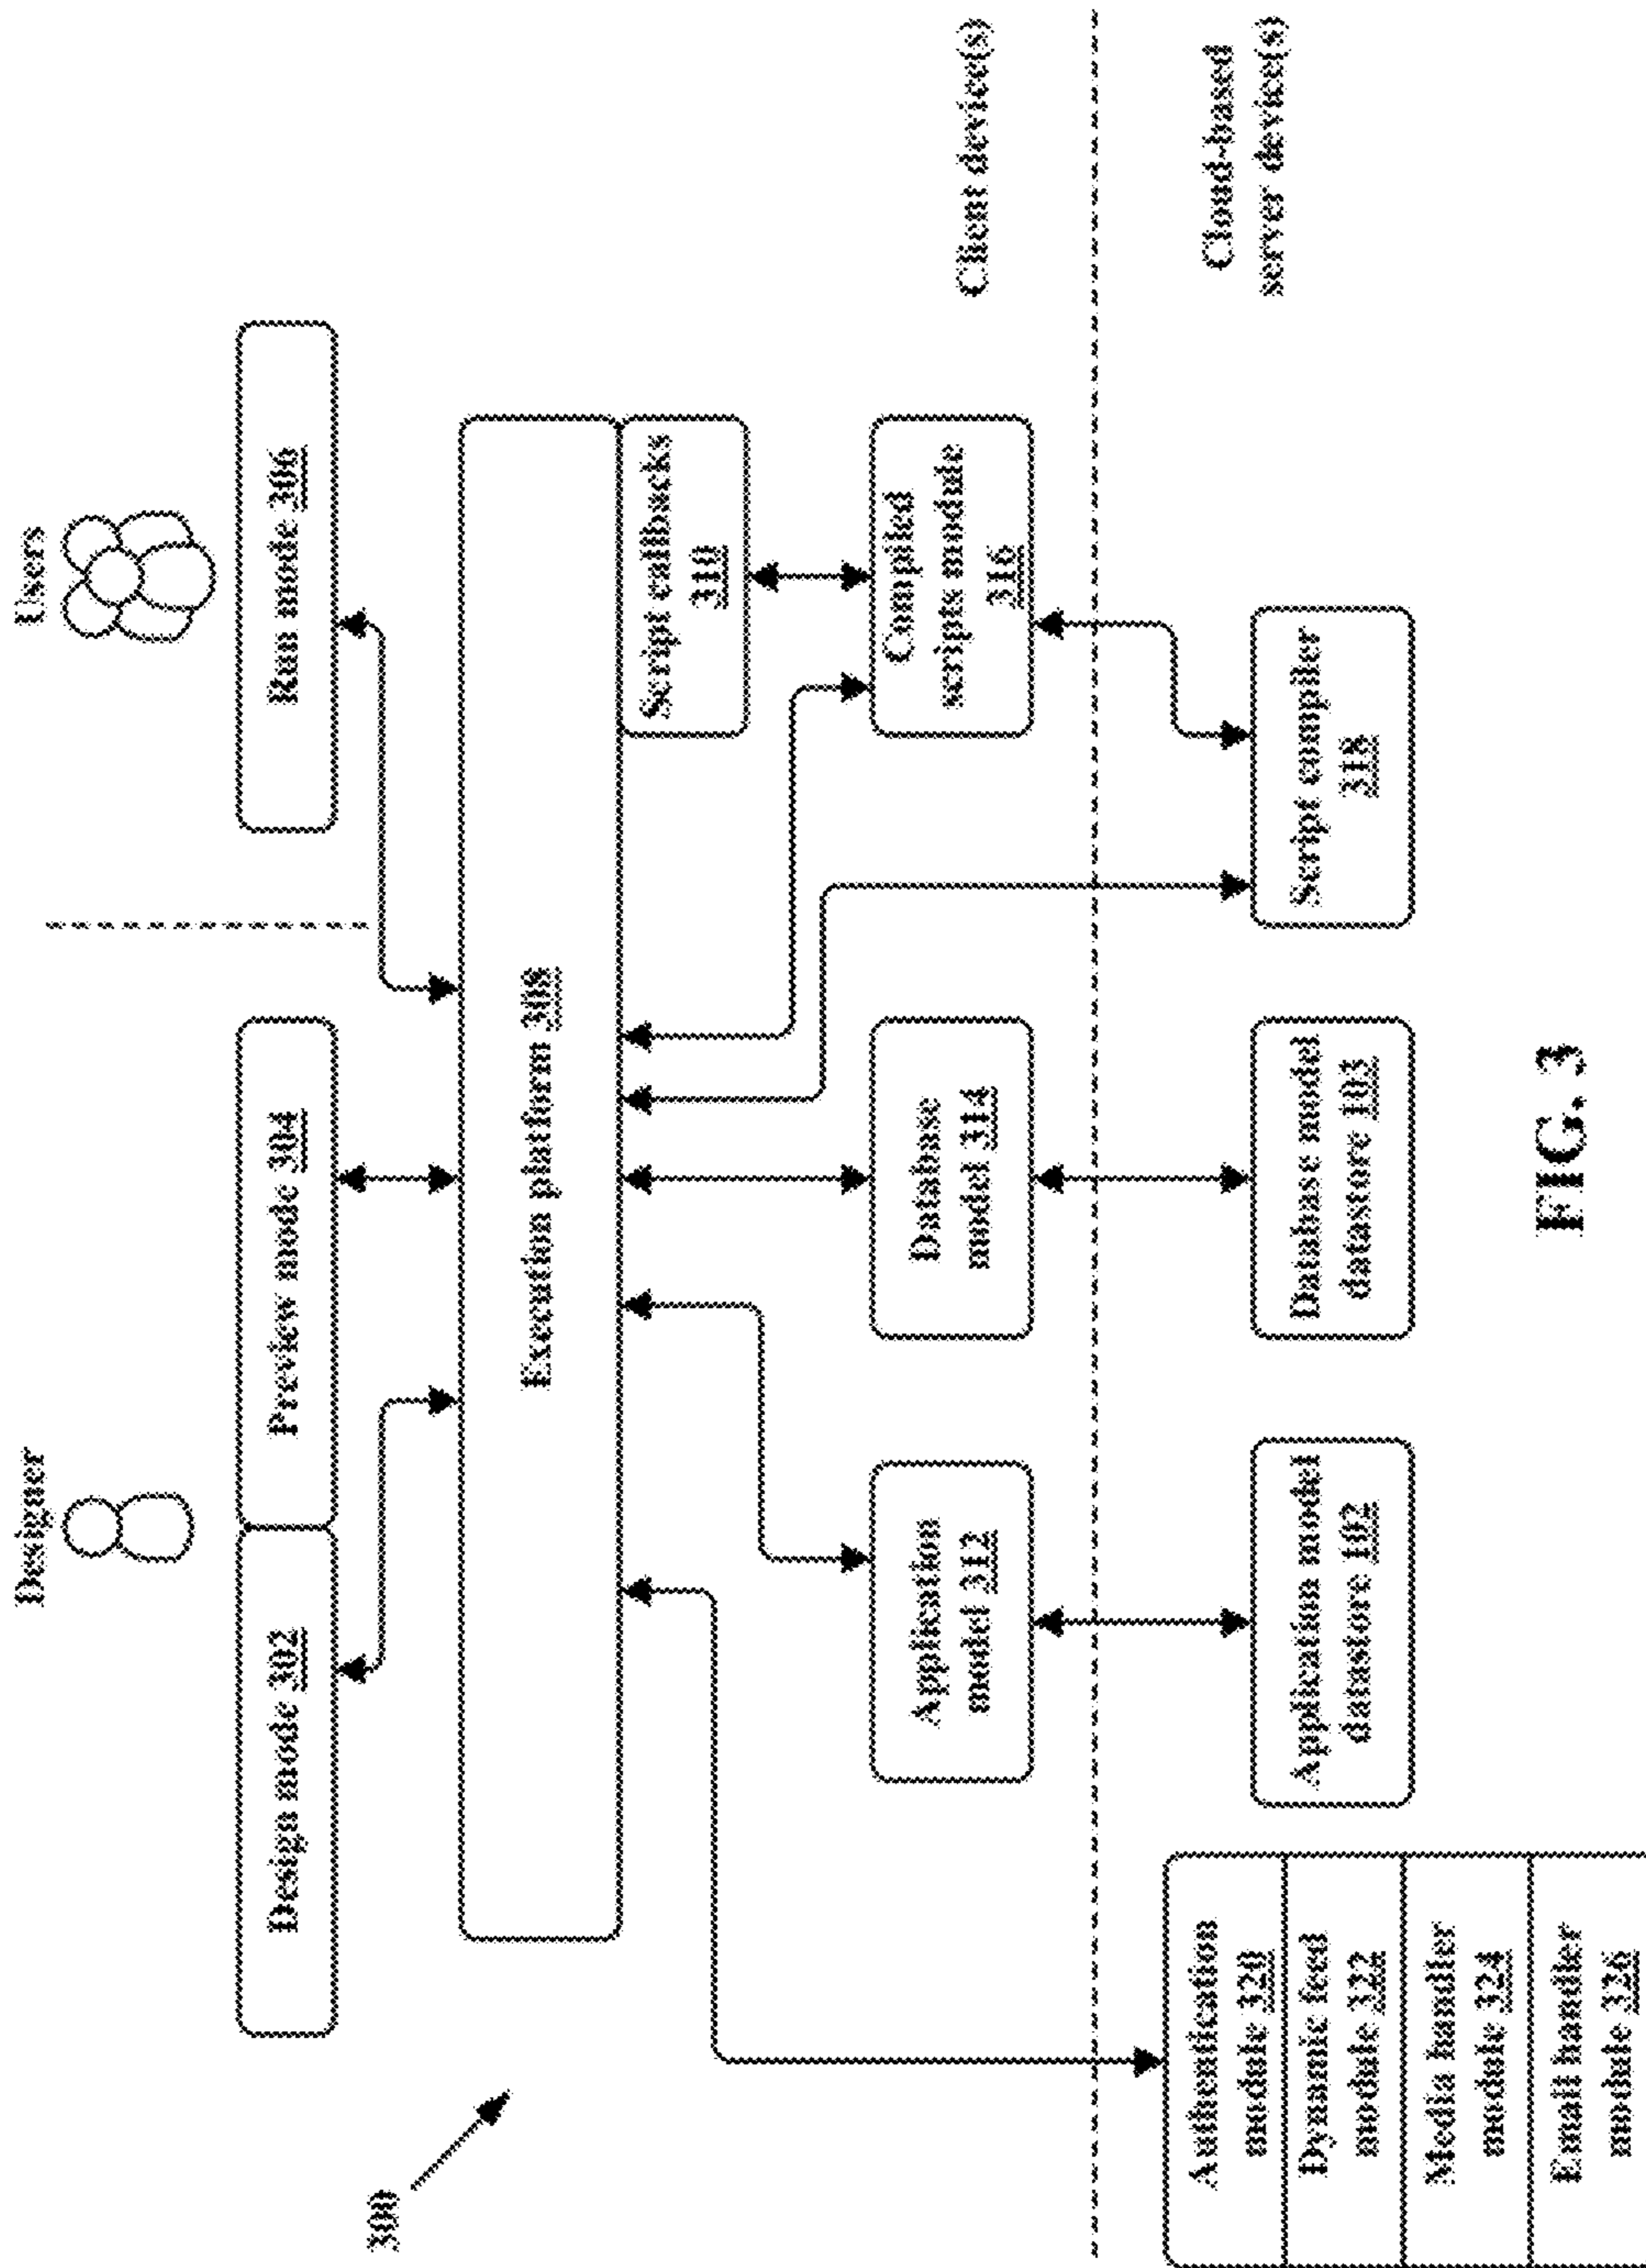 300
Designer
Users
Design mode 302
Preview mode 304
Run mode 306
Execution platform 308
Script callbacks
310
Application
model 312
Database
model 314
Compiled
scripts module
316
Client device(s)
Cloud-based
server device(s)
Authentication
module 320
Dynamic feed
module 322
Media handler
module 324
Email handler
module 326
Application model
datastore 102
Database model
datastore 103
Script compiler
318
FIG. 3